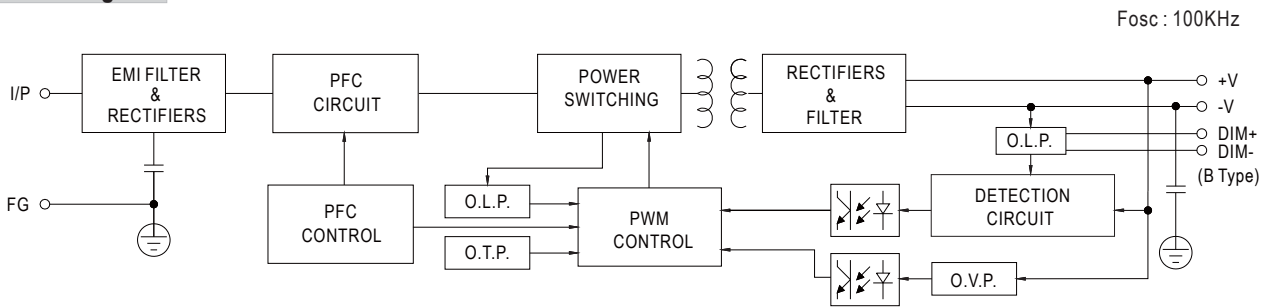 Fosc : 100KHz
I/P
EMI FILTER
&
RECTIFIERS
PFC
CIRCUIT
POWER
SWITCHING
RECTIFIERS
&
FILTER
+V
-V
DIM+
DIM-
(B Type)
O.L.P.
FG
PFC
CONTROL
O.L.P.
O.T.P.
PWM
CONTROL
DETECTION
CIRCUIT
O.V.P.